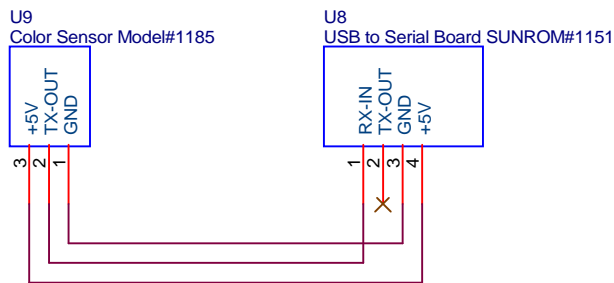 U9
Color Sensor Model#1185
+5V
TX-OUT
GND
3
2
1
U8
USB to Serial Board SUNROM#1151
RX-IN
TX-OUT
GND
+5V
1
2
3
4